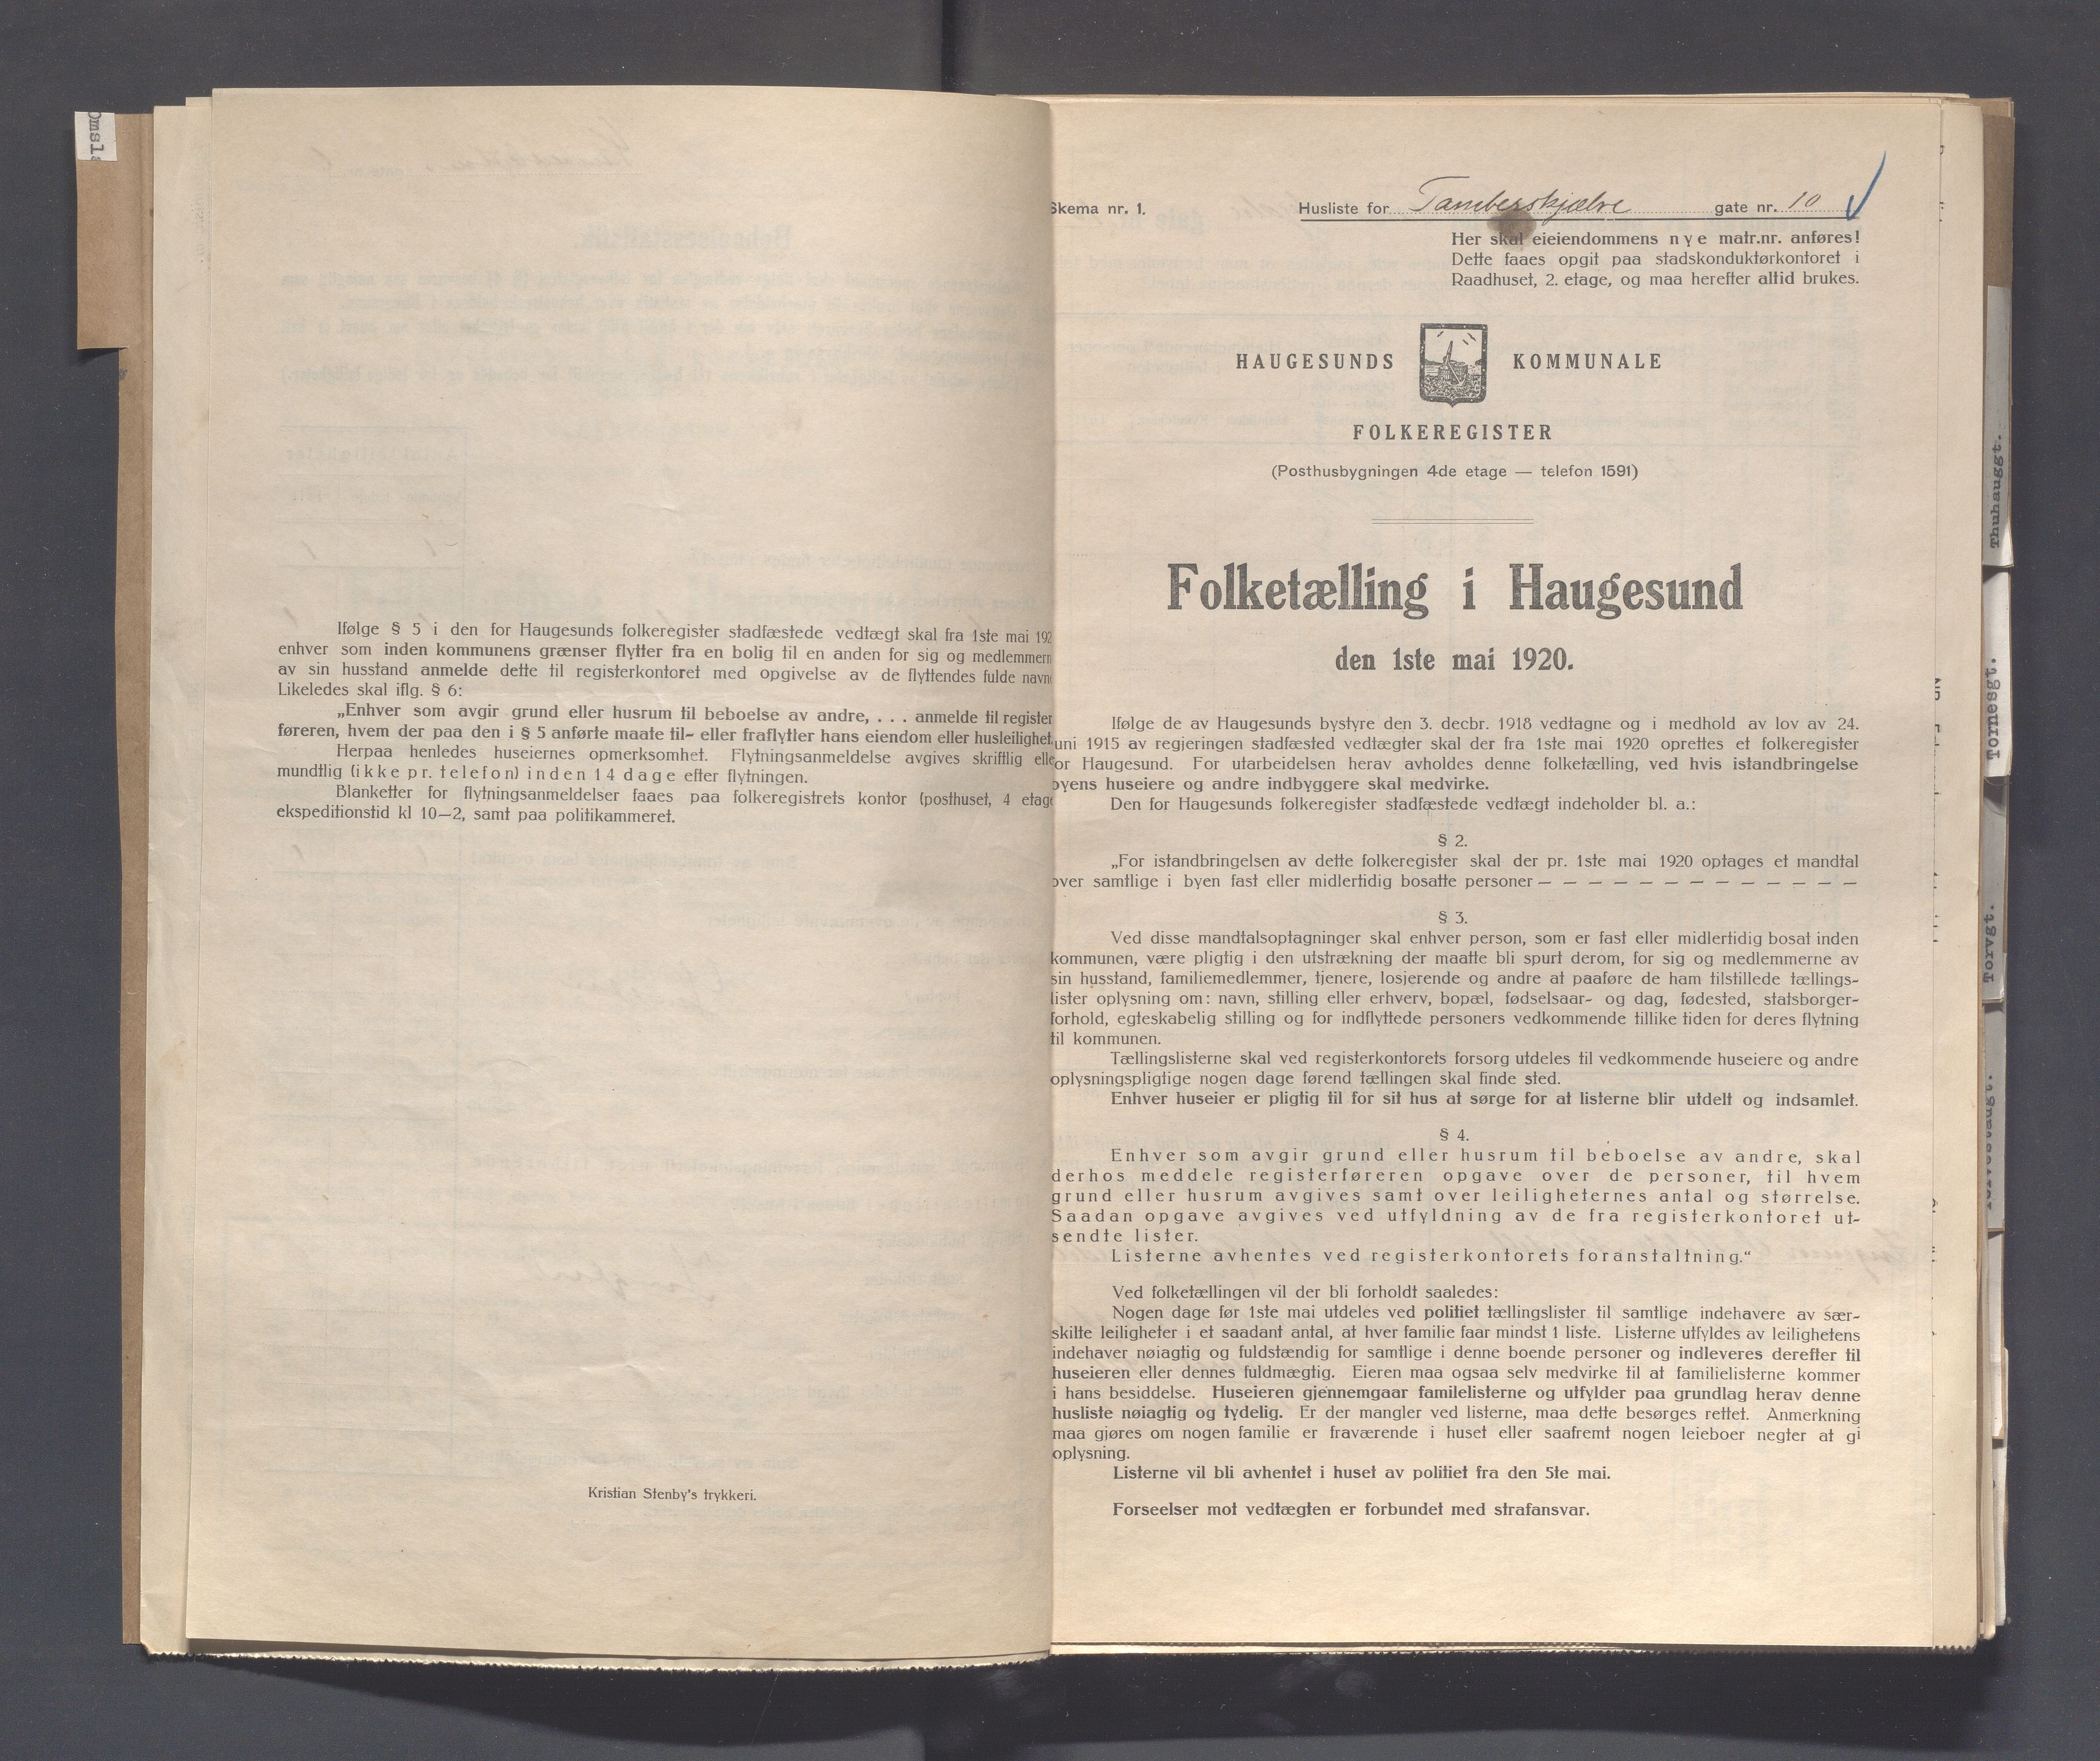 Omsl
Ifølge § 5 i den for Haugesunds folkeregister stadfæstede vedtægt skal fra 1ste mai 192
enhver som inden kommunens grænser flytter fra en bolig til en anden for sig og medlemmern
av sin husstand anmelde dette til registerkontoret med opgivelse av de flyttendes fulde navn
Likeledes skal iflg. § 6:
„Enhver som avgir grund eller husrum til beboelse av andre, . . . anmelde til register
føreren, hvem der paa den i § 5 anførte maate til- eller fraflytter hans eiendom eller husleilighet.
Herpaa henledes huseiernes opmerksomhet. Flytningsanmeldelse avgives skriftlig elle
mundtlig (ikke pr. telefon) inden 14 dage efter flytningen.
Blanketter for flytningsanmeldelser faaes paa folkeregistrets kontor (posthuset, 4 etage
ekspeditionstid kl 10—2, samt paa politikammeret.
Kristian Stenby's trykkeri.
Skema nr. 1.
Husliste for Tamberskjælve gate nr. 10
Her skal eieiendommens nye matr.nr. anføres!
Dette faaes opgit paa stadskonduktørkontoret i
Raadhuset, 2. etage, og maa herefter altid brukes.
HAUGESUNDS KOMMUNALE
FOLKEREGISTER
(Posthusbygningen 4de etage — telefon 1591)
Folketælling i Haugesund
den 1ste mai 1920.
Ifølge de av Haugesunds bystyre den 3. decbr. 1918 vedtagne og i medhold av lov av 24.
uni 1915 av regjeringen stadfæsted vedtægter skal der fra 1ste mai 1920 oprettes et folkeregister
or Haugesund. For utarbeidelsen herav avholdes denne folketælling, ved hvis istandbringelse
byens huseiere og andre indbyggere skal medvirke.
Den for Haugesunds folkeregister stadfæstede vedtægt indeholder bl. a.:
§ 2.
„For istandbringelsen av dette folkeregister skal der pr. 1ste mai 1920 optages et mandtal
over samtlige i byen fast eller midlertidig bosatte personer — — — — — — — — — — — — —
§ 3.
Ved disse mandtalsoptagninger skal enhver person, som er fast eller midlertidig bosat inden
kommunen, være pligtig i den utstrækning der maatte bli spurt derom, for sig og medlemmerne av
sin husstand, familiemedlemmer, tjenere, losjerende og andre at paaføre de ham tilstillede tællings-
lister oplysning om: navn, stilling eller erhverv, bopæl, fødselsaar- og dag, fødested, statsborger-
forhold, egteskabelig stilling og for indflyttede personers vedkommende tillike tiden for deres flytning
til kommunen.
Tællingslisterne skal ved registerkontorets forsorg utdeles til vedkommende huseiere og andre
oplysningspligtige nogen dage førend tællingen skal finde sted.
Enhver huseier er pligtig til for sit hus at sørge for at listerne blir utdelt og indsamlet.
§ 4.
Enhver som avgir grund eller husrum til beboelse av andre, skal
derhos meddele registerføreren opgave over de personer, til hvem
grund eller husrum avgives samt over leiligheternes antal og størrelse.
Saadan opgave avgives ved utfyldning av de fra registerkontoret ut-
sendte lister.
Listerne avhentes ved registerkontorets foranstaltning.“
Ved folketællingen vil der bli forholdt saaledes:
Nogen dage før 1ste mai utdeles ved politiet tællingslister til samtlige indehavere av sær-
skilte leiligheter i et saadant antal, at hver familie faar mindst 1 liste. Listerne utfyldes av leilighetens
indehaver nøiagtig og fuldstændig for samtlige i denne boende personer og indleveres derefter til
huseieren eller dennes fuldmægtig. Eieren maa ogsaa selv medvirke til at familielisterne kommer
i hans besiddelse. Huseieren gjennemgaar familelisterne og utfylder paa grundlag herav denne
husliste nøiagtig og tydelig. Er der mangler ved listerne, maa dette besørges rettet. Anmerkning
maa gjøres om nogen familie er fraværende i huset eller saafremt nogen leieboer negter at gi
oplysning.
Listerne vil bli avhentet i huset av politiet fra den 5te mai.
Forseelser mot vedtægten er forbundet med strafansvar.
Thuhauggt.
Tornesgt.
Torvgt.